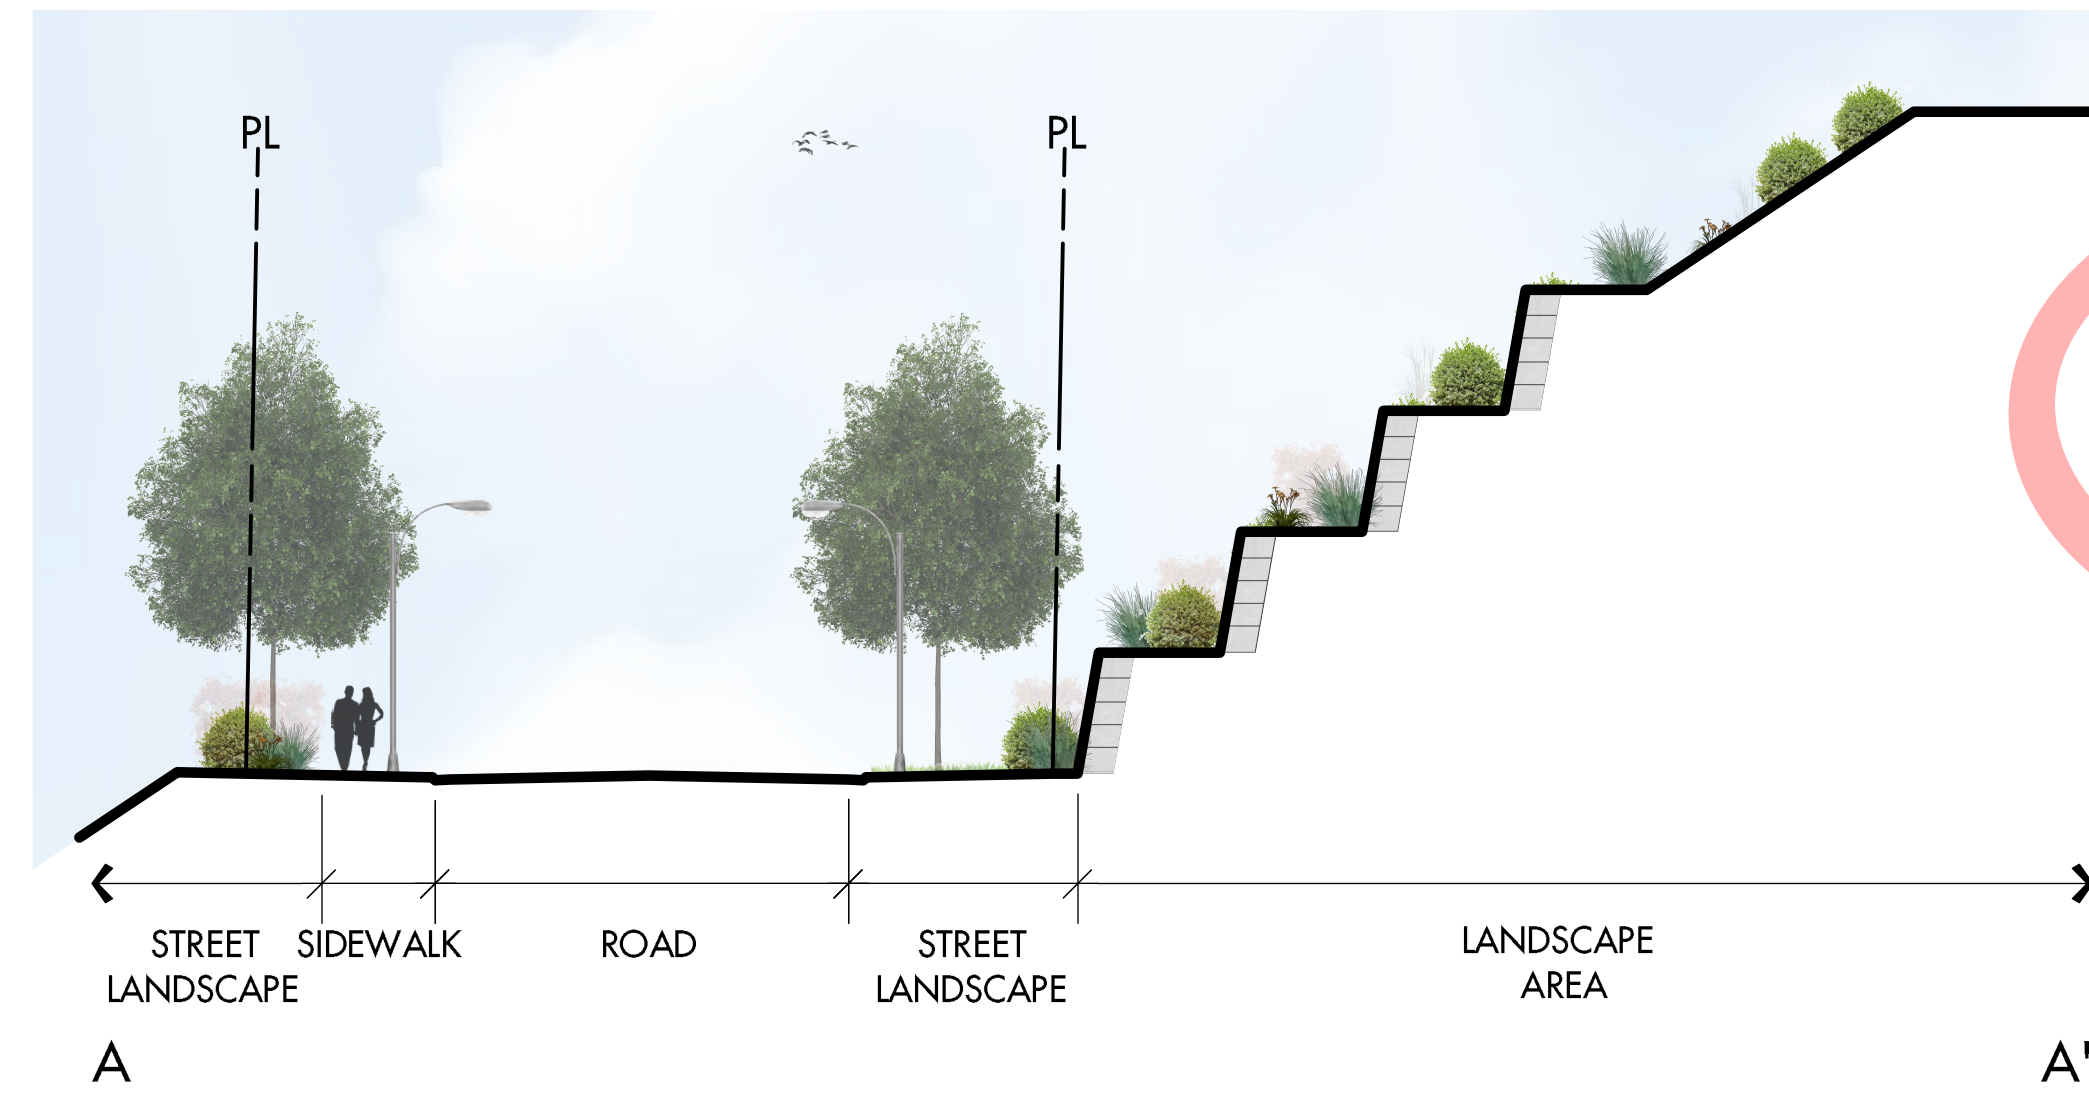 PL
PL
STREET
LANDSCAPE
SIDEWALK
ROAD
STREET
LANDSCAPE
LANDSCAPE
AREA
A
A'